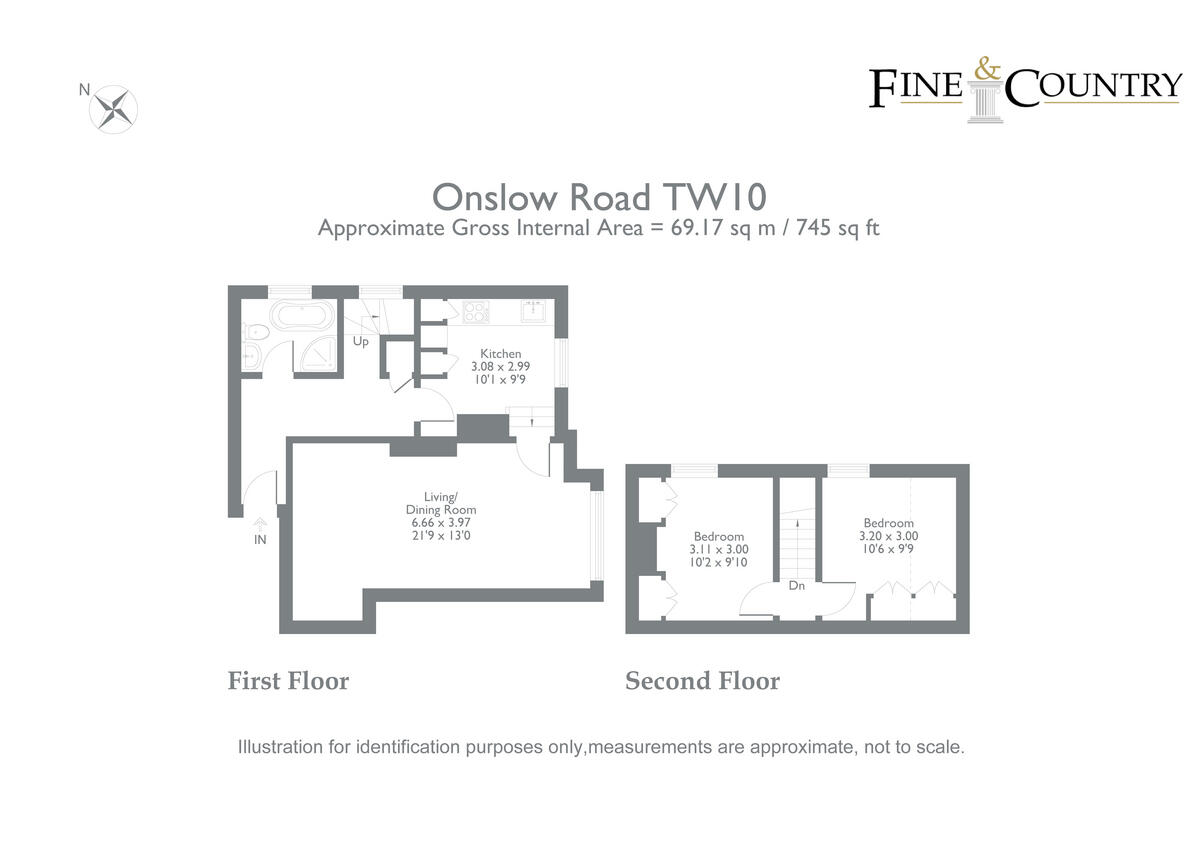 N
FINE & COUNTRY
Onslow Road TW10
Approximate Gross Internal Area = 69.17 sq m / 745 sq ft
Up
Kitchen
3.08 x 2.99
10'1 x 9'9
Living/
Dining Room
6.66 x 3.97
21'9 x 13'0
IN
Bedroom
3.11 x 3.00
10'2 x 9'10
Dn
Bedroom
3.20 x 3.00
10'6 x 9'9
First Floor
Second Floor
Illustration for identification purposes only,measurements are approximate, not to scale.